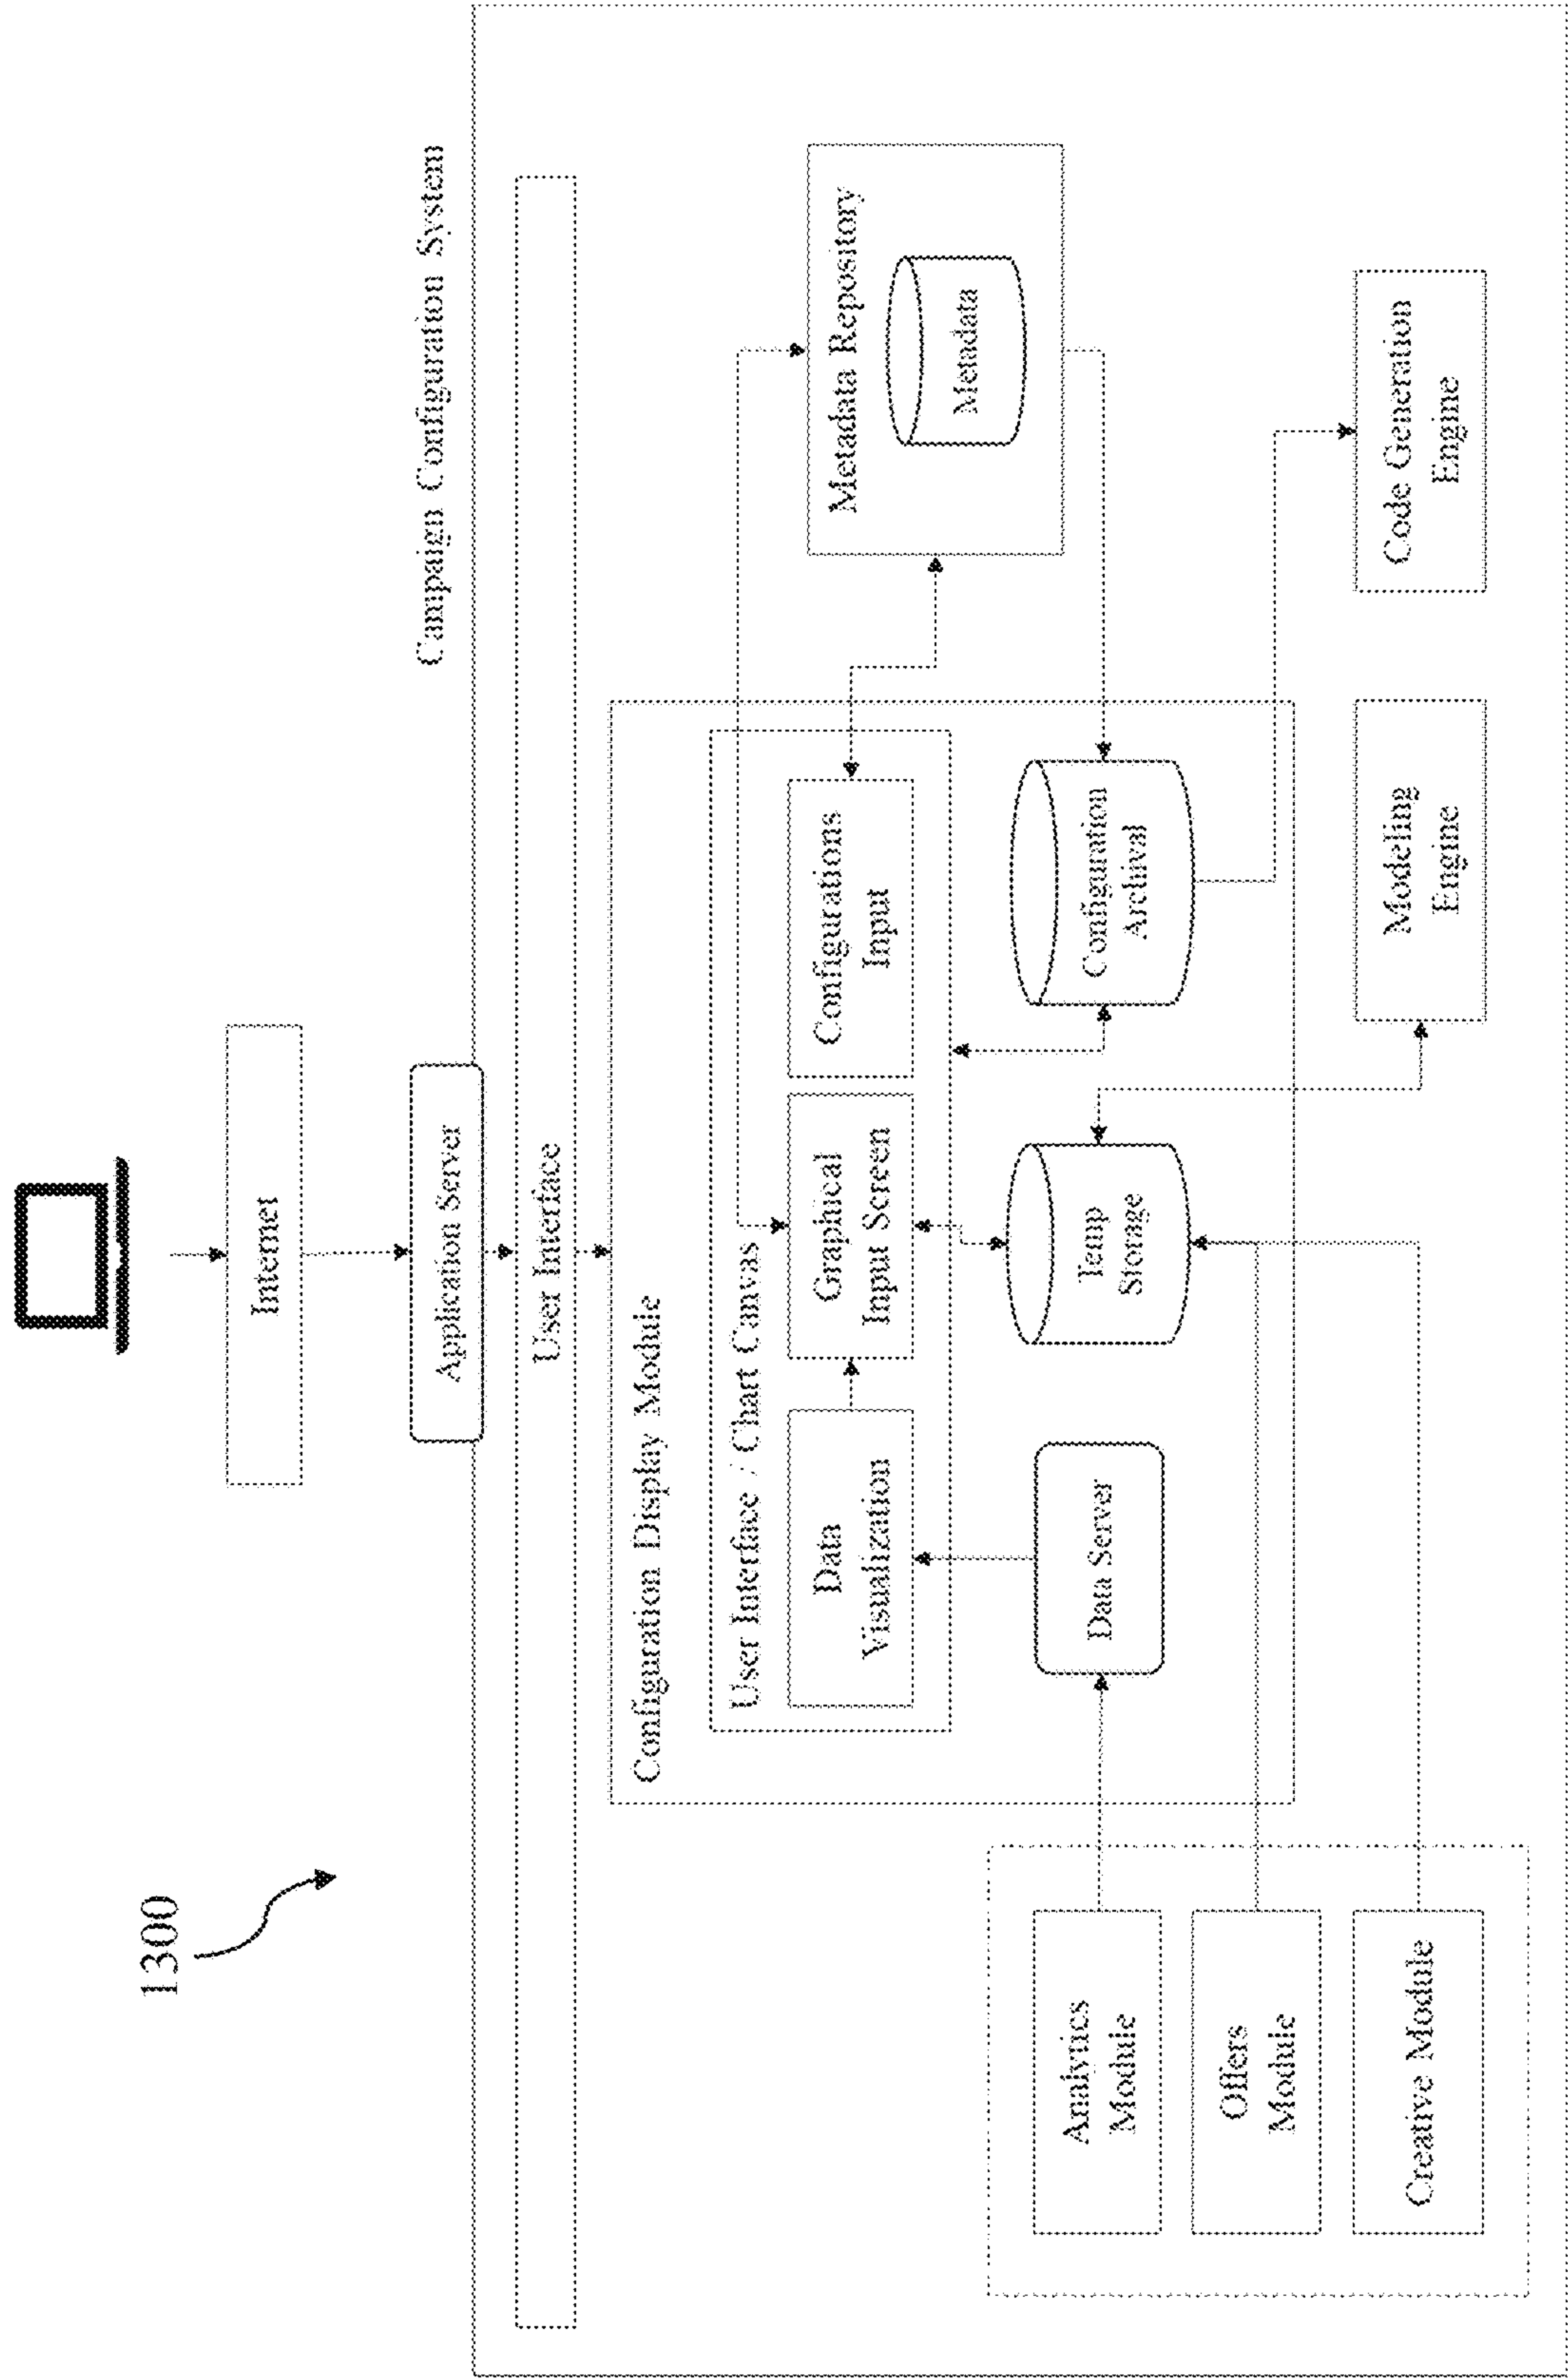 1300
Internet
Campaign Configuration System
Application Server
User Interface
Configuration Display Module
User Interface / Chart Canvas
Data
Visualization
Graphical
Input Screen
Configurations
Input
Metadata Repository
Metadata
Data Server
Temp
Storage
Configuration
Archival
Analytics
Module
Offers
Module
Creative Module
Modeling
Engine
Code Generation
Engine